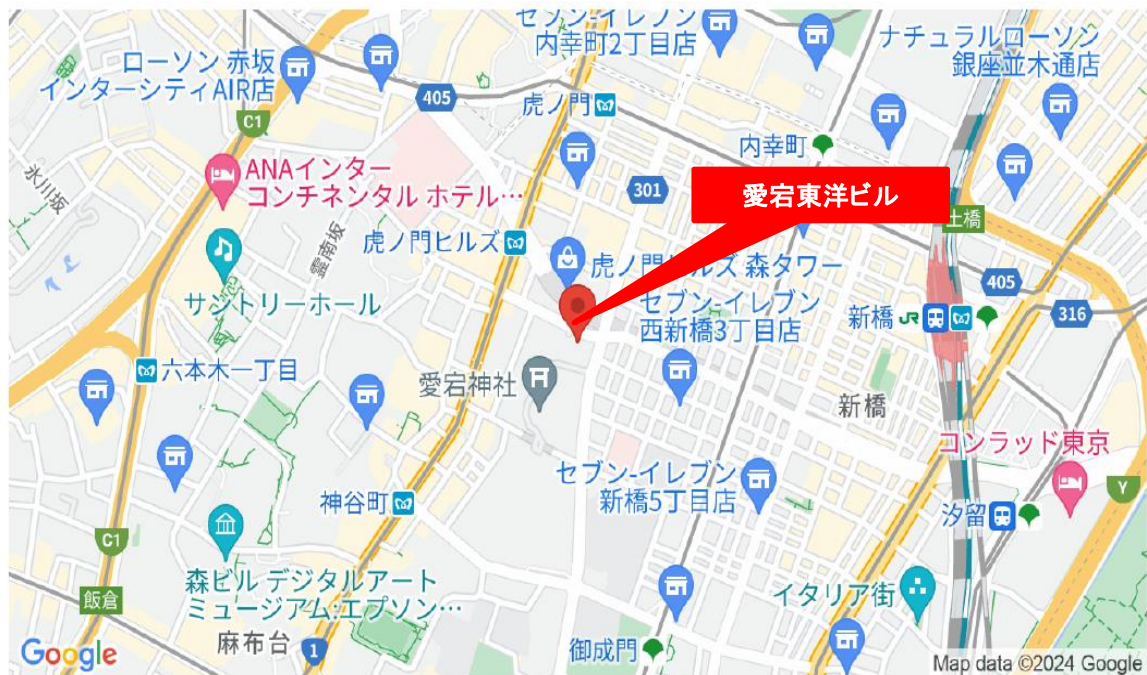 セブン-イレブン
内幸町2丁目店
ナチュラルローソン
銀座並木通店
ローソン 赤坂
インターシティAIR店
405
虎ノ門
C1
内幸町
ANAインター
コンチネンタル ホテル…
氷川坂
301
愛宕東洋ビル
土橋
霊南坂
虎ノ門ヒルズ
虎ノ門ヒルズ 森タワー
サントリーホール
セブン-イレブン
西新橋3丁目店
405
新橋
JR
316
六本木一丁目
愛宕神社
新橋
コンラッド東京
セブン-イレブン
新橋5丁目店
神谷町
Y
汐留
C1
森ビル デジタルアート
ミュージアム:エプソン…
イタリア街
飯倉
麻布台
1
御成門
Google
Map data ©2024 Google